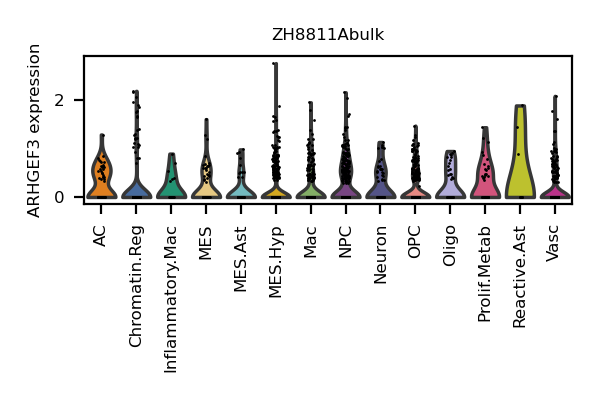 ZH8811Abulk
ARHGEF3 expression
2
0
AC
Chromatin.Reg
Inflammatory.Mac
MES
MES.Ast
MES.Hyp
Mac
NPC
Neuron
OPC
Oligo
Prolif.Metab
Reactive.Ast
Vasc